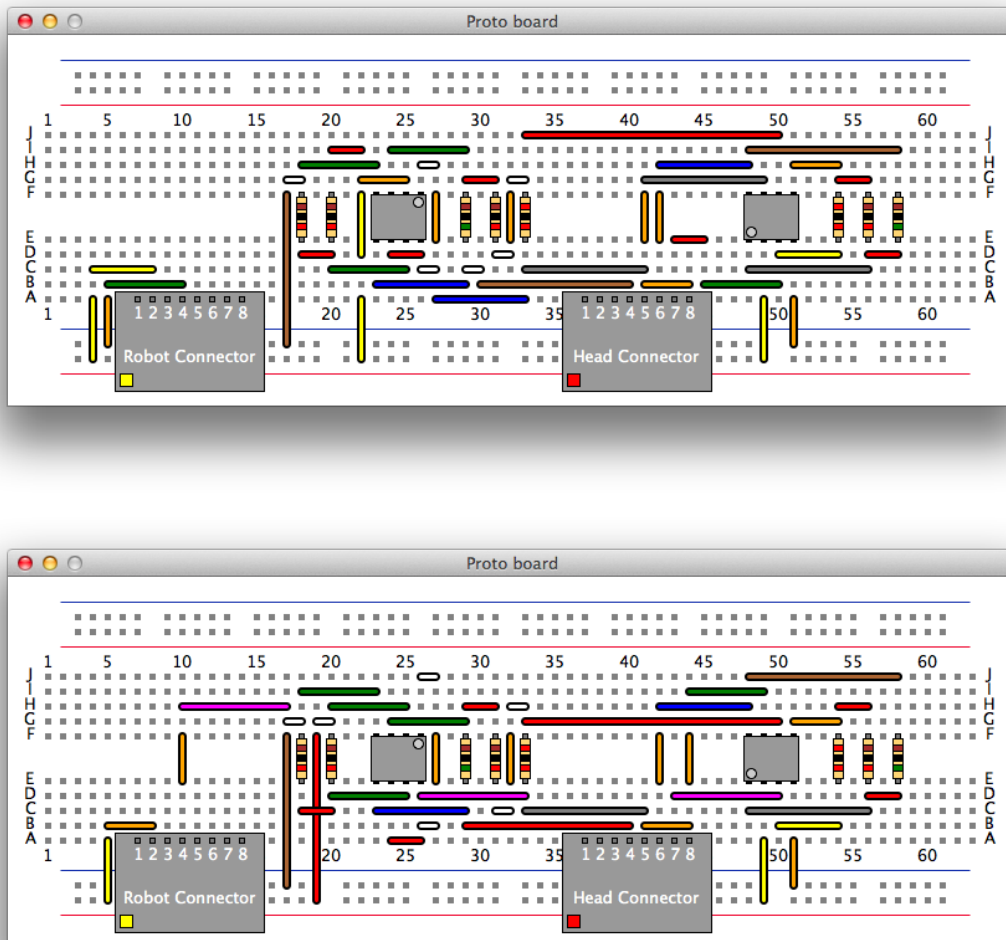 Proto board
1 5 10 15 20 25 30 35 40 45 50 55 60
J J
I I
H H
G G
F F
E E
D D
C C
B B
A A
1 20 25 30 35 50 55 60
1 2 3 4 5 6 7 8 1 2 3 4 5 6 7 8
Robot Connector Head Connector
Proto board
1 5 10 15 20 25 30 35 40 45 50 55 60
J J
I I
H H
G G
F F
E E
D D
C C
B B
A A
1 20 25 30 35 50 55 60
1 2 3 4 5 6 7 8 1 2 3 4 5 6 7 8
Robot Connector Head Connector